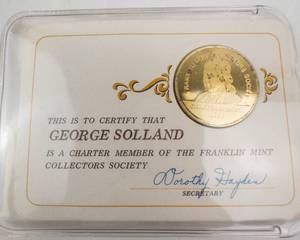 THIS IS TO CERTIFY THAT
GEORGE SOLLAND
IS A CHARTER MEMBER OF THE FRANKLIN MINT
COLLECTORS SOCIETY
Dorothy Hayden
SECRETARY